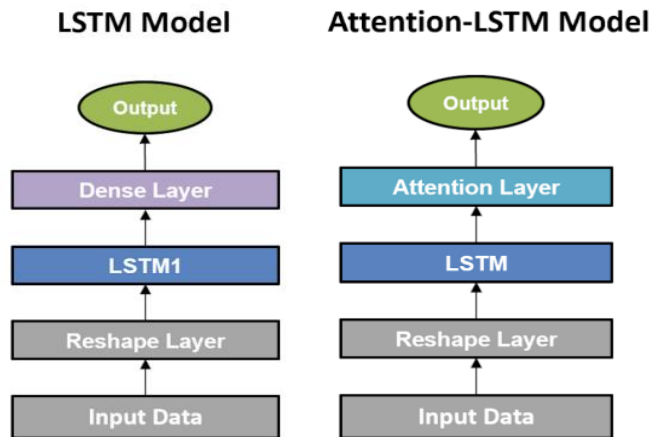 LSTM Model
Output
Dense Layer
LSTM1
Reshape Layer
Input Data
Attention-LSTM Model
Output
Attention Layer
LSTM
Reshape Layer
Input Data